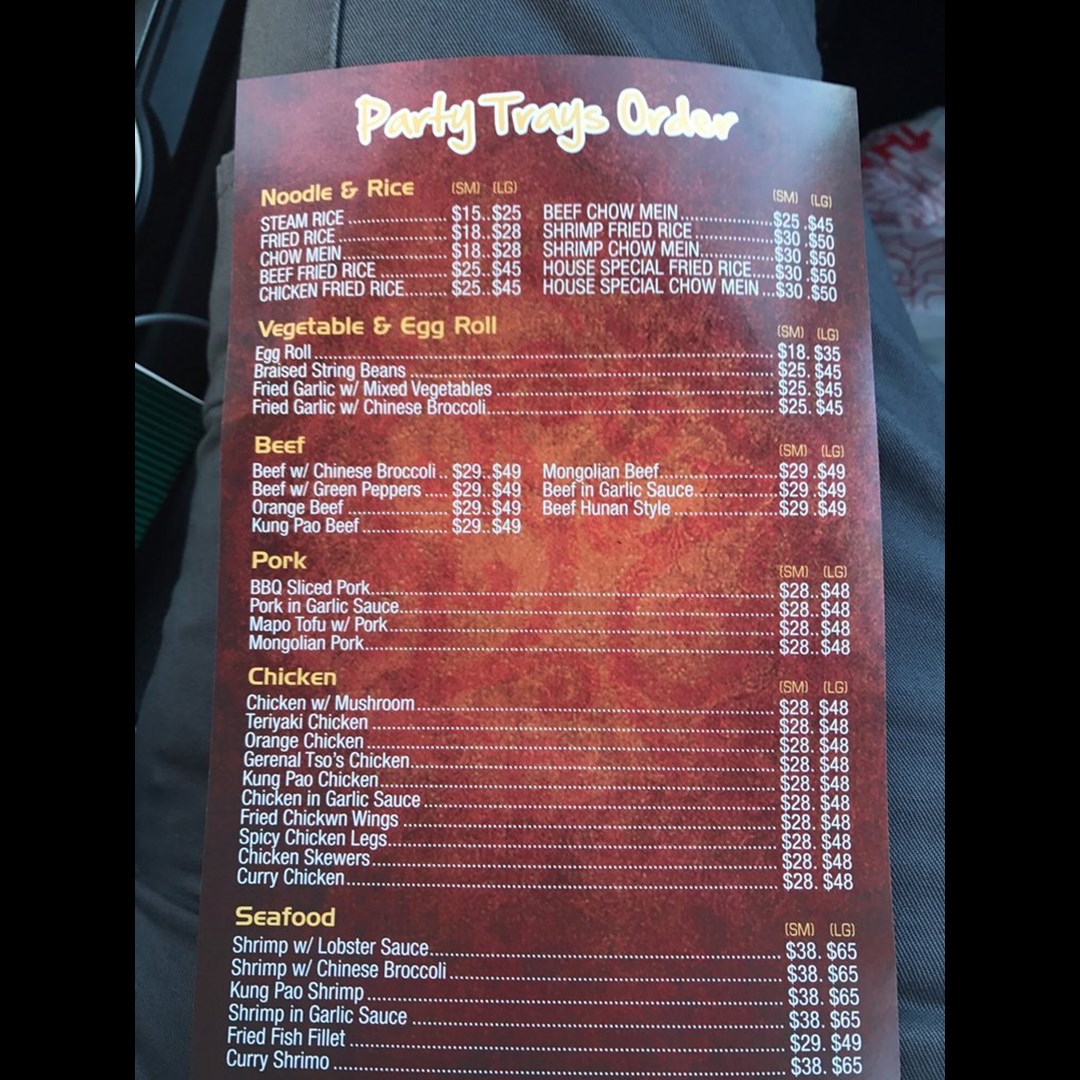 Party Trays Order
Noodle & Rice (SM) (LG) (SM) (LG)
STEAM RICE .................... $15..$25 BEEF CHOW MEIN....................$25 .$45
FRIED RICE...................... $18..$28 SHRIMP FRIED RICE..................$30 .$50
CHOW MEIN..................... $18..$28 SHRIMP CHOW MEIN................$30 .$50
BEEF FRIED RICE .............. $25..$45 HOUSE SPECIAL FRIED RICE.....$30 .$50
CHICKEN FRIED RICE......... $25..$45 HOUSE SPECIAL CHOW MEIN ...$30 .$50
Vegetable & Egg Roll (SM) (LG)
Egg Roll .................... $18. $35
Braised String Beans .................... $25. $45
Fried Garlic w/ Mixed Vegetables .................... $25. $45
Fried Garlic w/ Chinese Broccoli.................... $25. $45
Beef (SM) (LG)
Beef w/ Chinese Broccoli .. $29..$49 Mongolian Beef....................$29 .$49
Beef w/ Green Peppers ..... $29..$49 Beef in Garlic Sauce..................$29 .$49
Orange Beef ...................... $29..$49 Beef Hunan Style ......................$29 .$49
Kung Pao Beef ................... $29..$49
Pork (SM) (LG)
BBQ Sliced Pork.................... $28..$48
Pork in Garlic Sauce.................... $28..$48
Mapo Tofu w/ Pork.................... $28..$48
Mongolian Pork.................... $28..$48
Chicken (SM) (LG)
Chicken w/ Mushroom.................... $28. $48
Teriyaki Chicken .................... $28. $48
Orange Chicken.................... $28. $48
Gerenal Tso's Chicken.................... $28. $48
Kung Pao Chicken.................... $28. $48
Chicken in Garlic Sauce .................... $28. $48
Fried Chickwn Wings .................... $28. $48
Spicy Chicken Legs.................... $28. $48
Chicken Skewers.................... $28. $48
Curry Chicken.................... $28. $48
Seafood (SM) (LG)
Shrimp w/ Lobster Sauce.................... $38. $65
Shrimp w/ Chinese Broccoli .................... $38. $65
Kung Pao Shrimp .................... $38. $65
Shrimp in Garlic Sauce .................... $38. $65
Fried Fish Fillet .................... $29. $49
Curry Shrimo .................... $38. $65